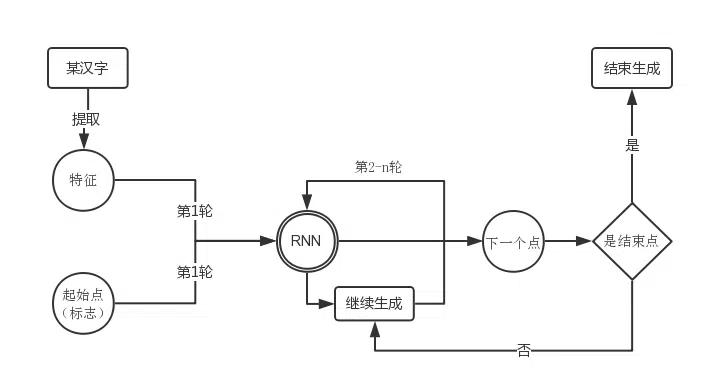 某汉字
结束生成
提取
是
特征
第2-n轮
第1轮
RNN
下一个点
是结束点
第1轮
起始点
（标志）
继续生成
否